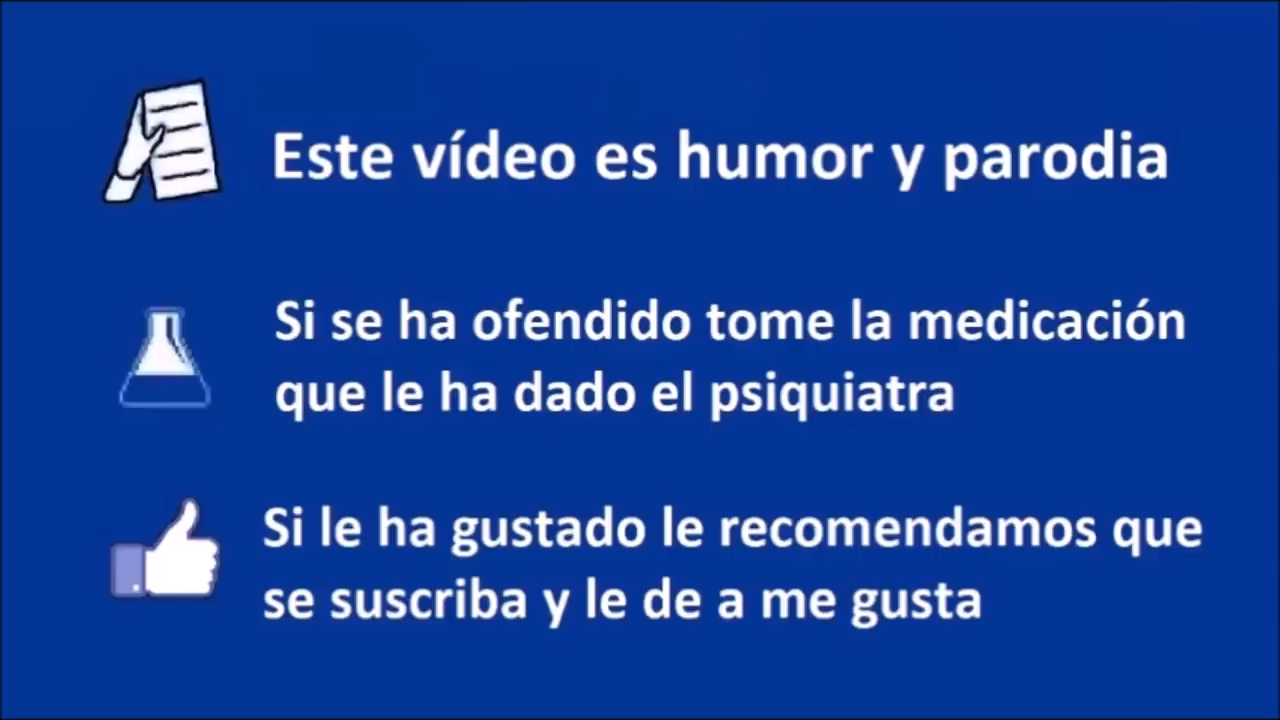 Este vídeo es humor y parodia
Si se ha ofendido tome la medicación
que le ha dado el psiquiatra
Si le ha gustado le recomendamos que
se suscriba y le de a me gusta